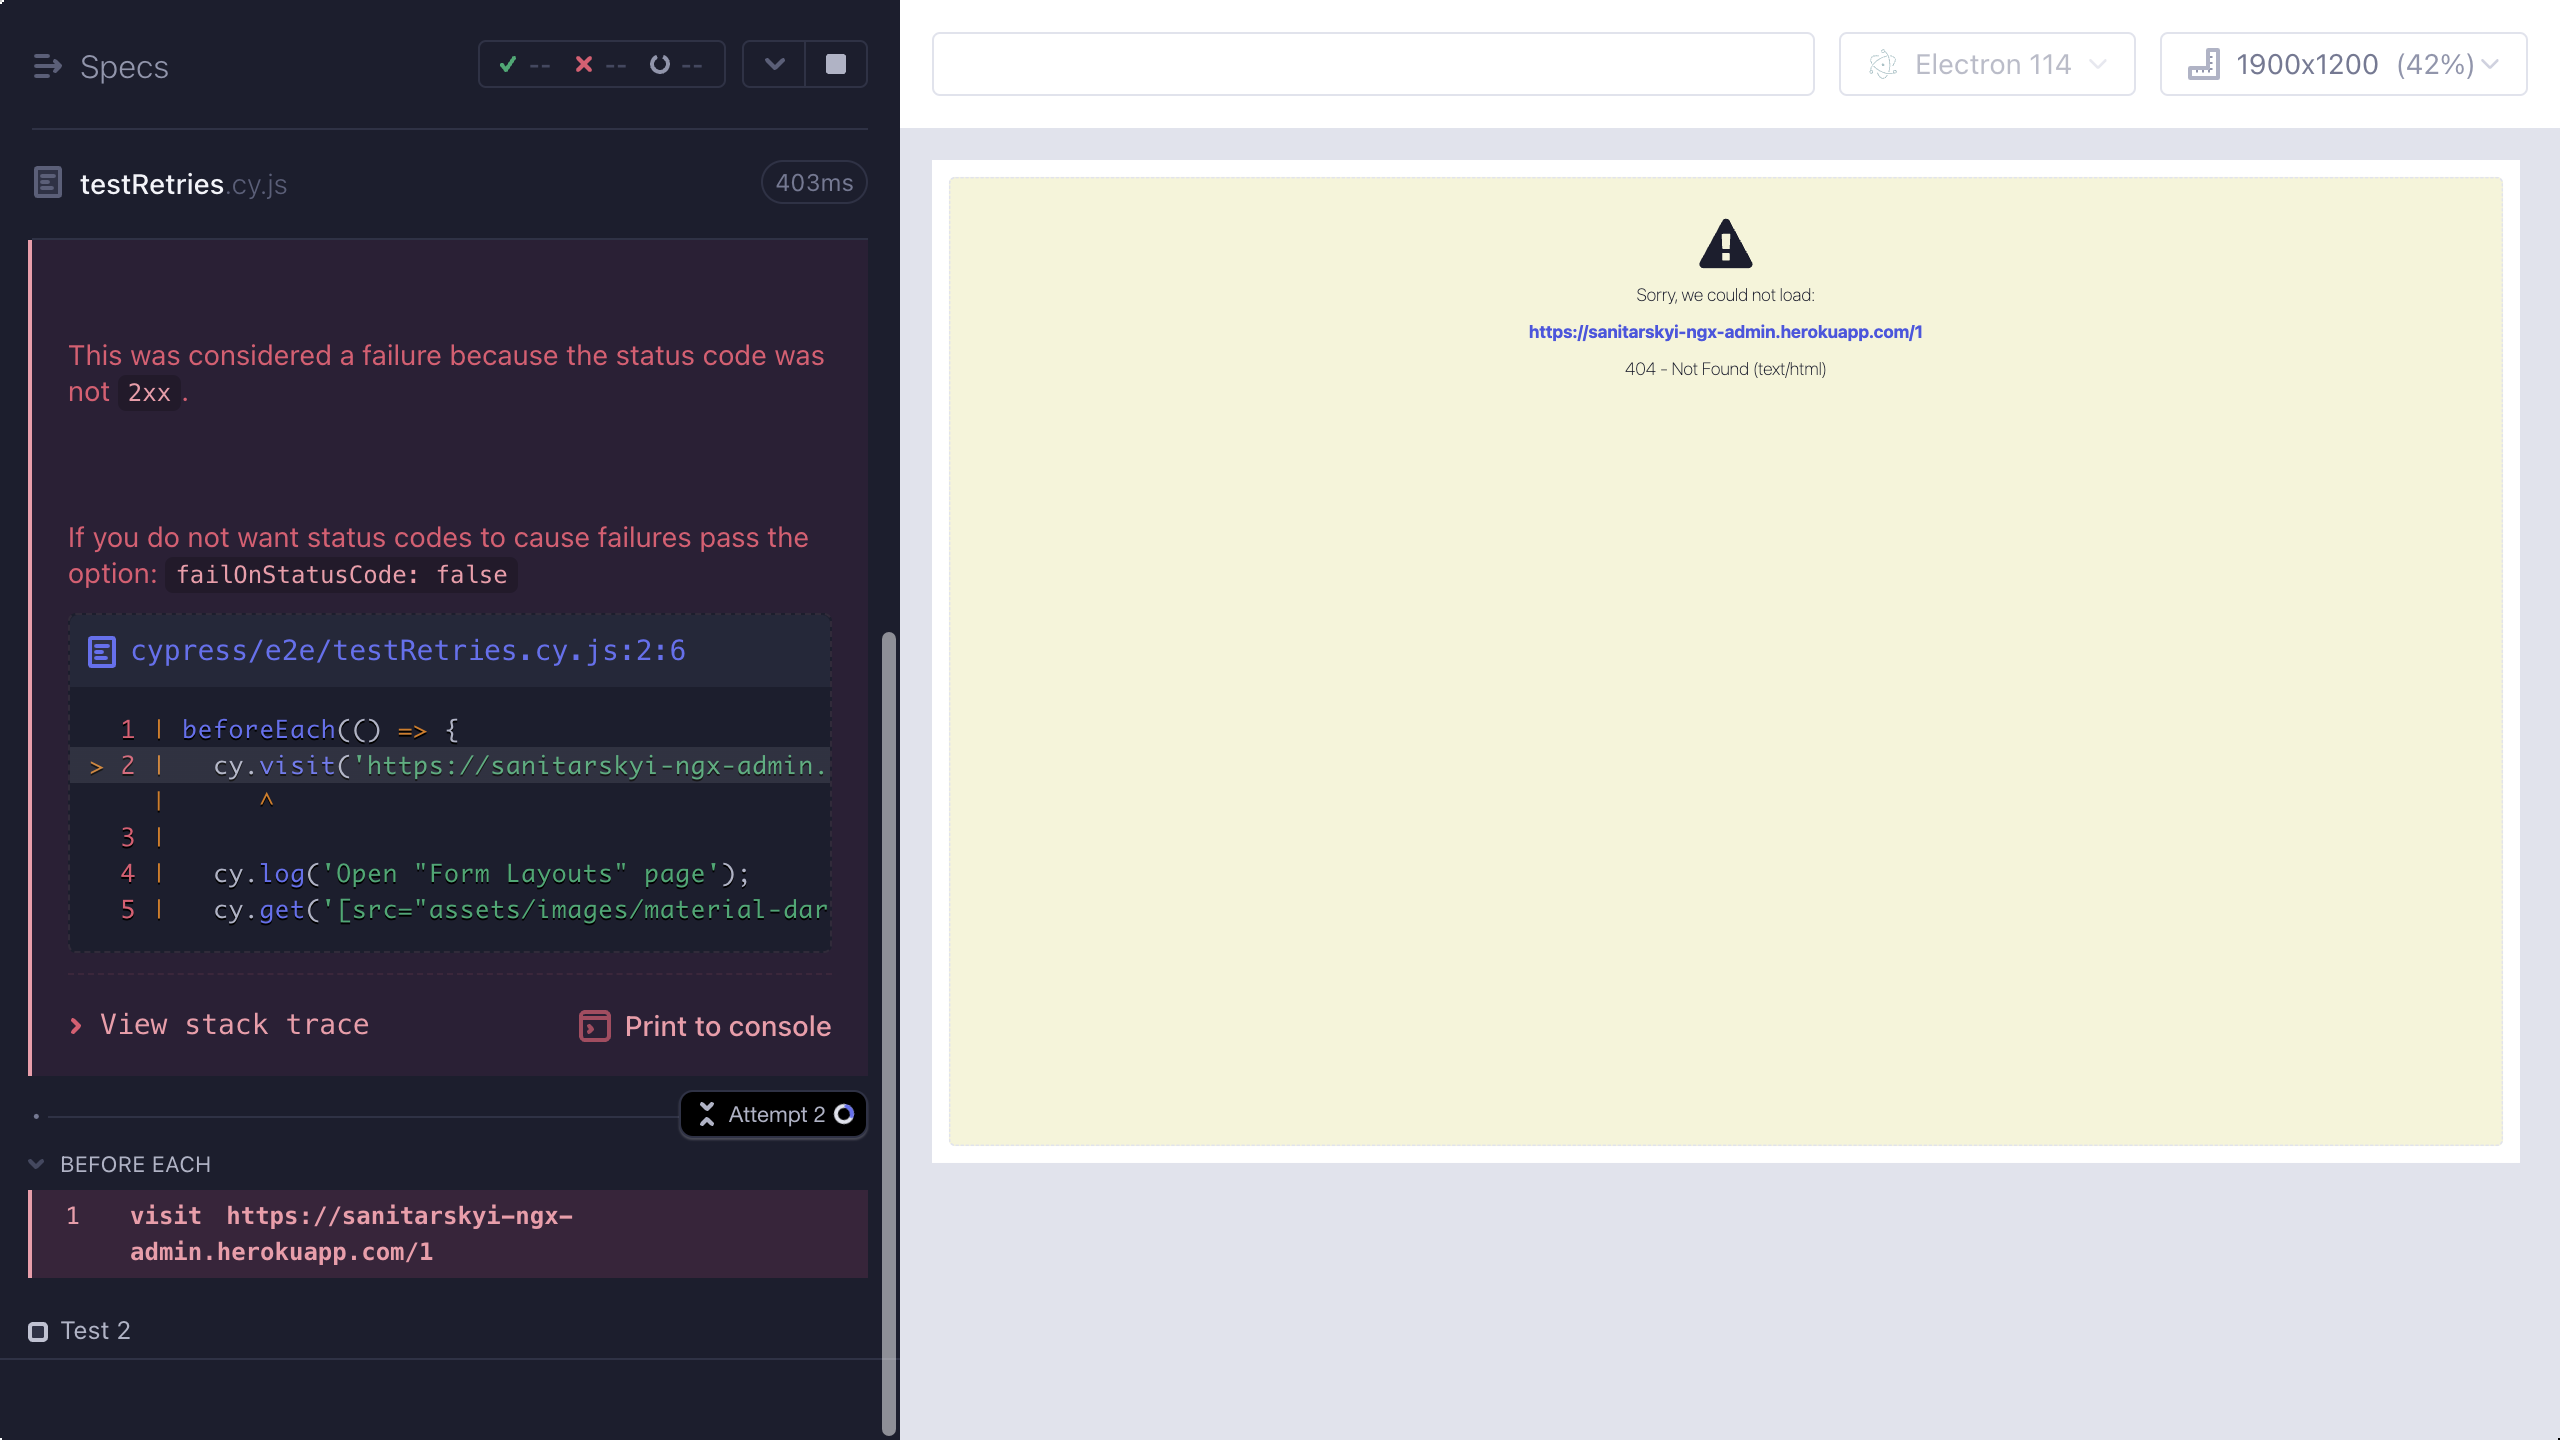 Specs
--
--
--
testRetries.cy.js
403ms
This was considered a failure because the status code was
not 2xx.
If you do not want status codes to cause failures pass the
option: failOnStatusCode: false
cypress/e2e/testRetries.cy.js:2:6
1 | beforeEach(() => {
> 2 |   cy.visit('https://sanitarskyi-ngx-admin.
|      ^
3 |
4 |   cy.log('Open "Form Layouts" page');
5 |   cy.get('[src="assets/images/material-dar
View stack trace
Print to console
Attempt 2
BEFORE EACH
1 visit https://sanitarskyi-ngx-
admin.herokuapp.com/1
Test 2
Electron 114
1900x1200 (42%)
Sorry, we could not load:
https://sanitarskyi-ngx-admin.herokuapp.com/1
404 - Not Found (text/html)